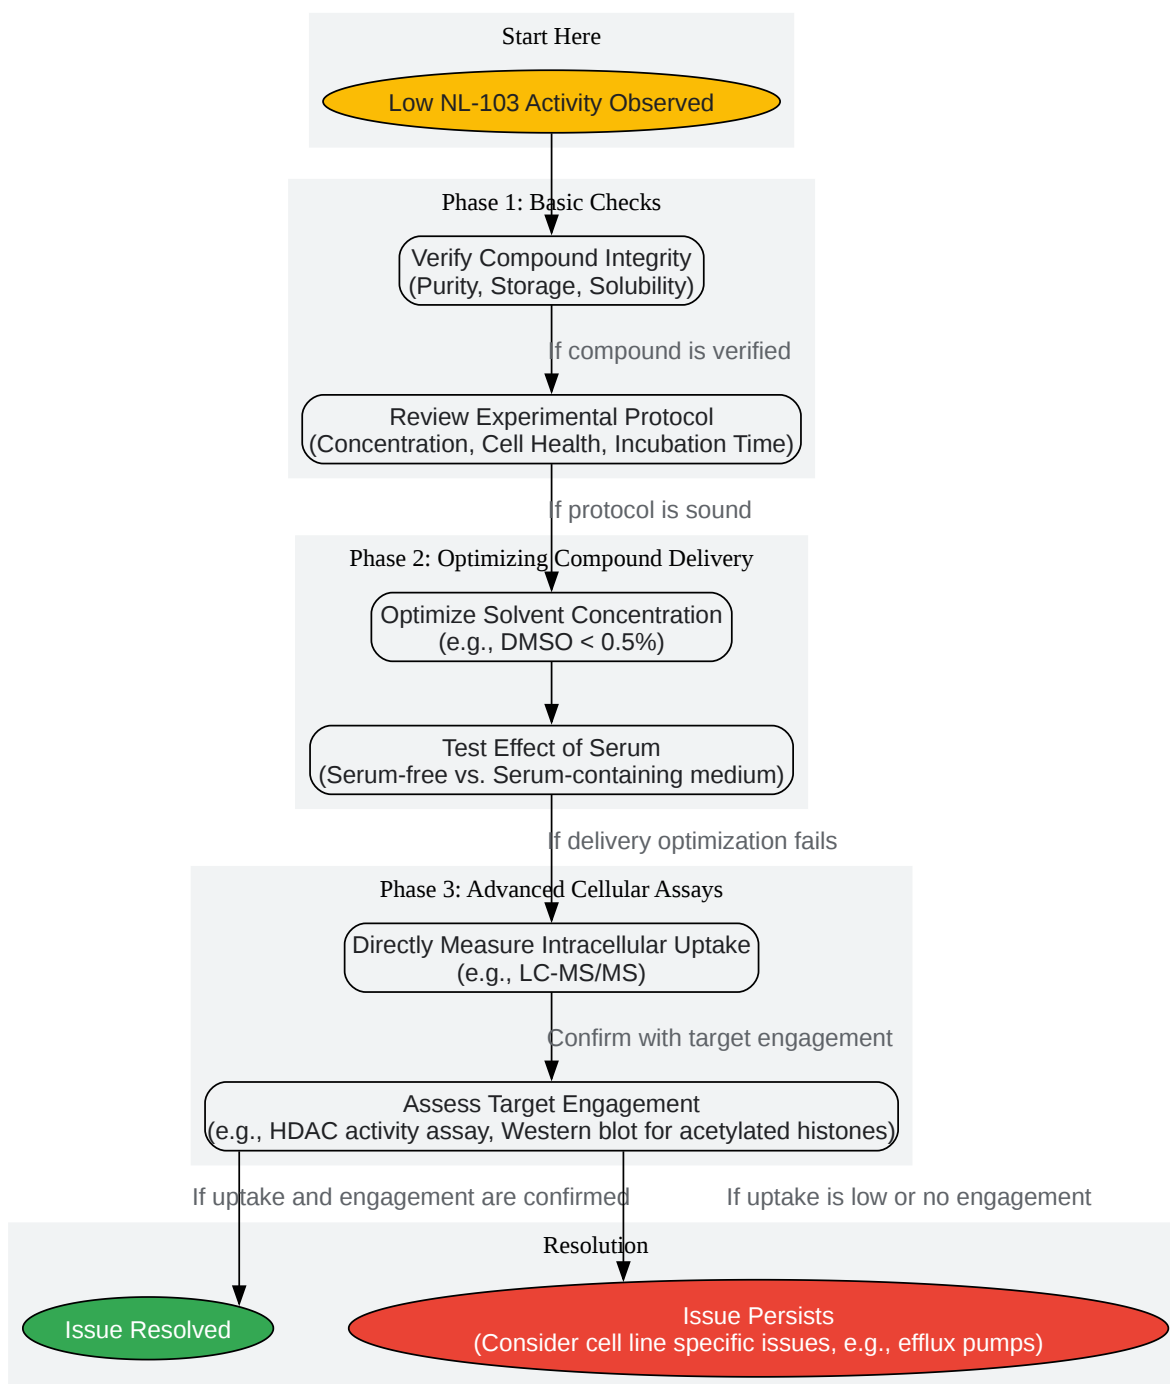 Start Here
Low NL-103 Activity Observed
Phase 1: Basic Checks
Verify Compound Integrity
(Purity, Storage, Solubility)
If compound is verified
Review Experimental Protocol
(Concentration, Cell Health, Incubation Time)
If protocol is sound
Phase 2: Optimizing Compound Delivery
Optimize Solvent Concentration
(e.g., DMSO < 0.5%)
Test Effect of Serum
(Serum-free vs. Serum-containing medium)
If delivery optimization fails
Phase 3: Advanced Cellular Assays
Directly Measure Intracellular Uptake
(e.g., LC-MS/MS)
Confirm with target engagement
Assess Target Engagement
(e.g., HDAC activity assay, Western blot for acetylated histones)
If uptake and engagement are confirmed
If uptake is low or no engagement
Resolution
Issue Resolved
Issue Persists
(Consider cell line specific issues, e.g., efflux pumps)